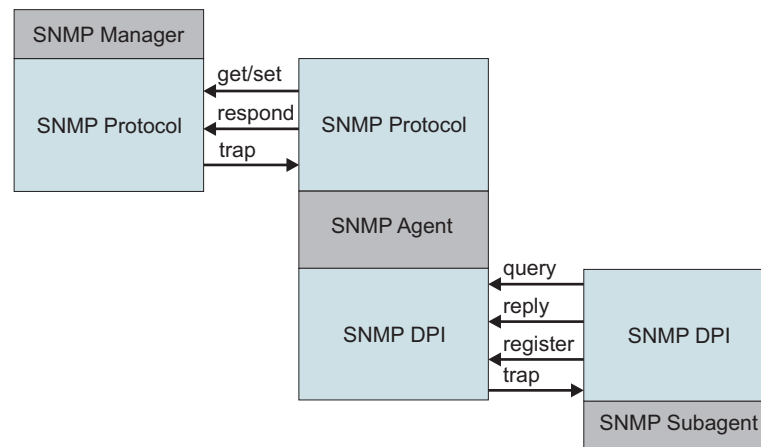 SNMP Manager
SNMP Protocol
get/set
respond
trap
SNMP Protocol
SNMP Agent
SNMP DPI
query
reply
register
trap
SNMP DPI
SNMP Subagent